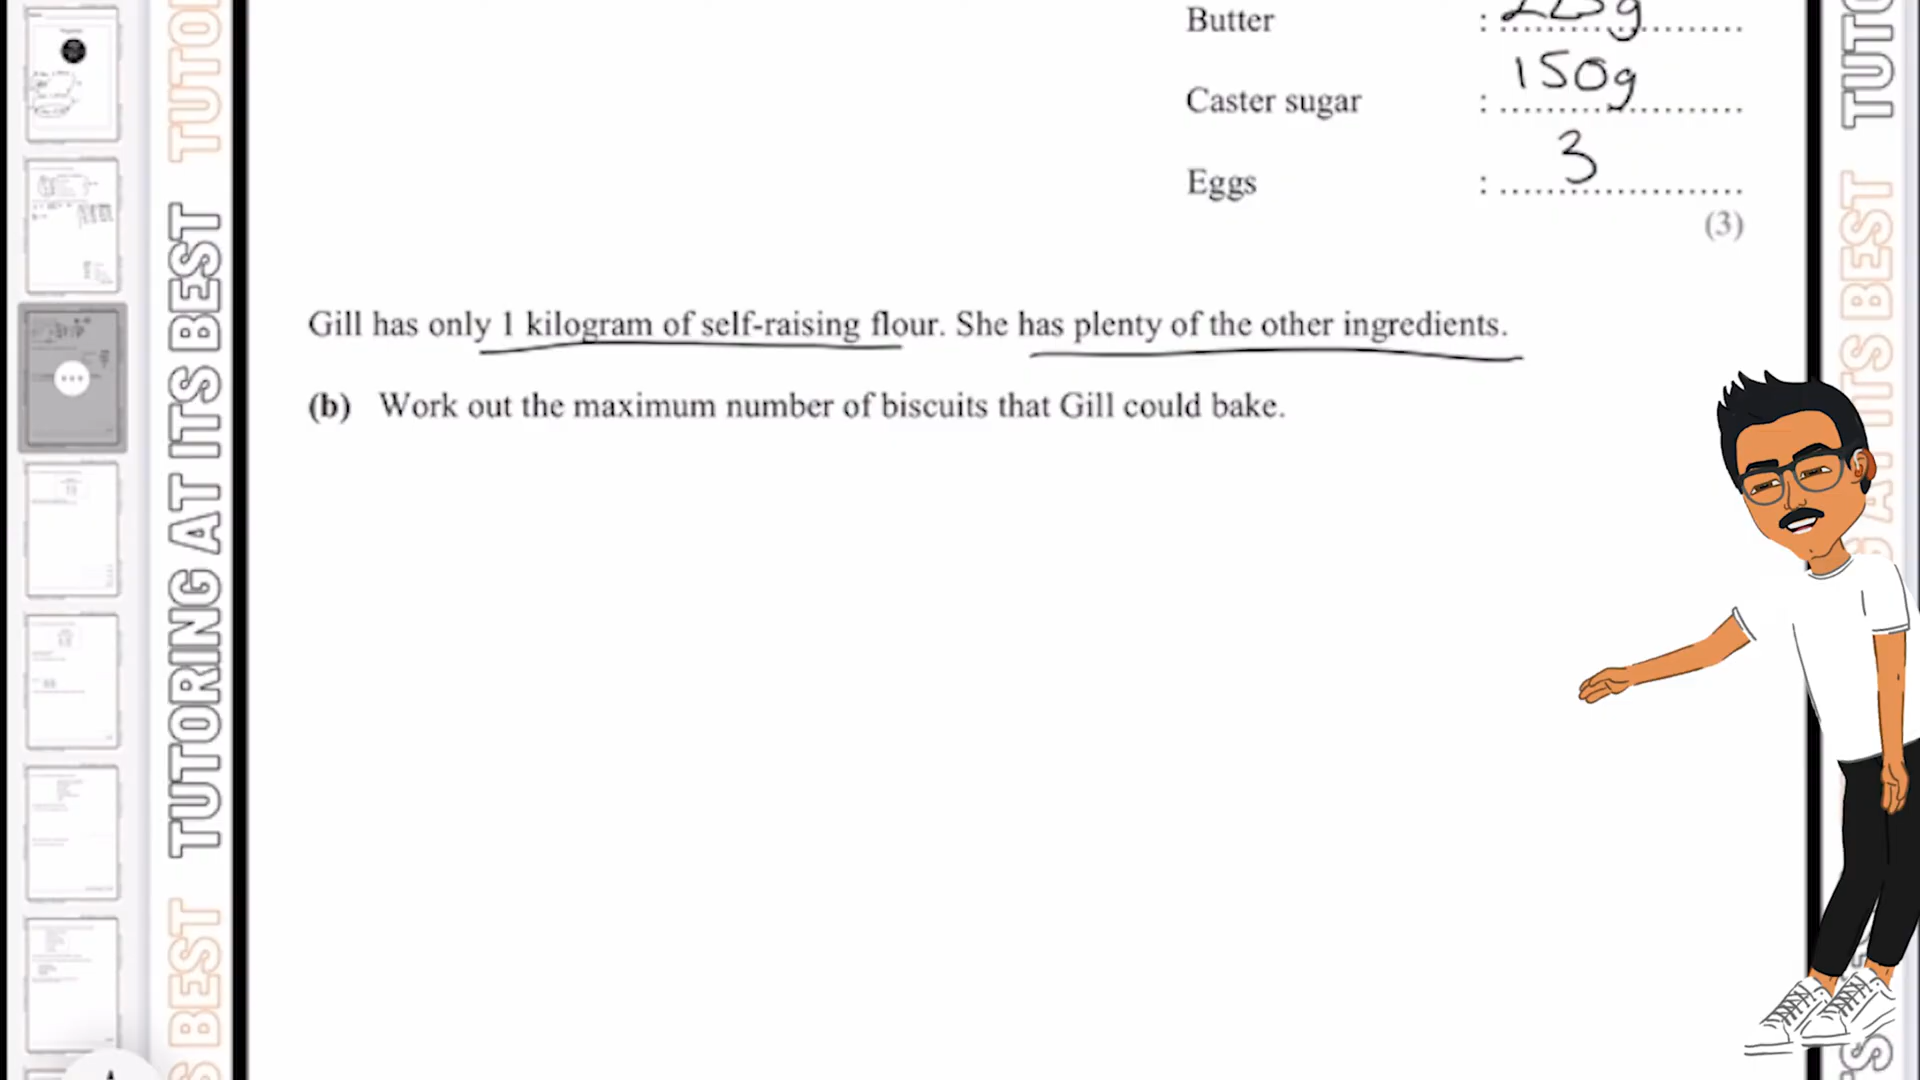 Butter : 225g
Caster sugar : 150g
Eggs : 3
(3)
Gill has only 1 kilogram of self-raising flour. She has plenty of the other ingredients.
(b) Work out the maximum number of biscuits that Gill could bake.
TUTORING AT ITS BEST